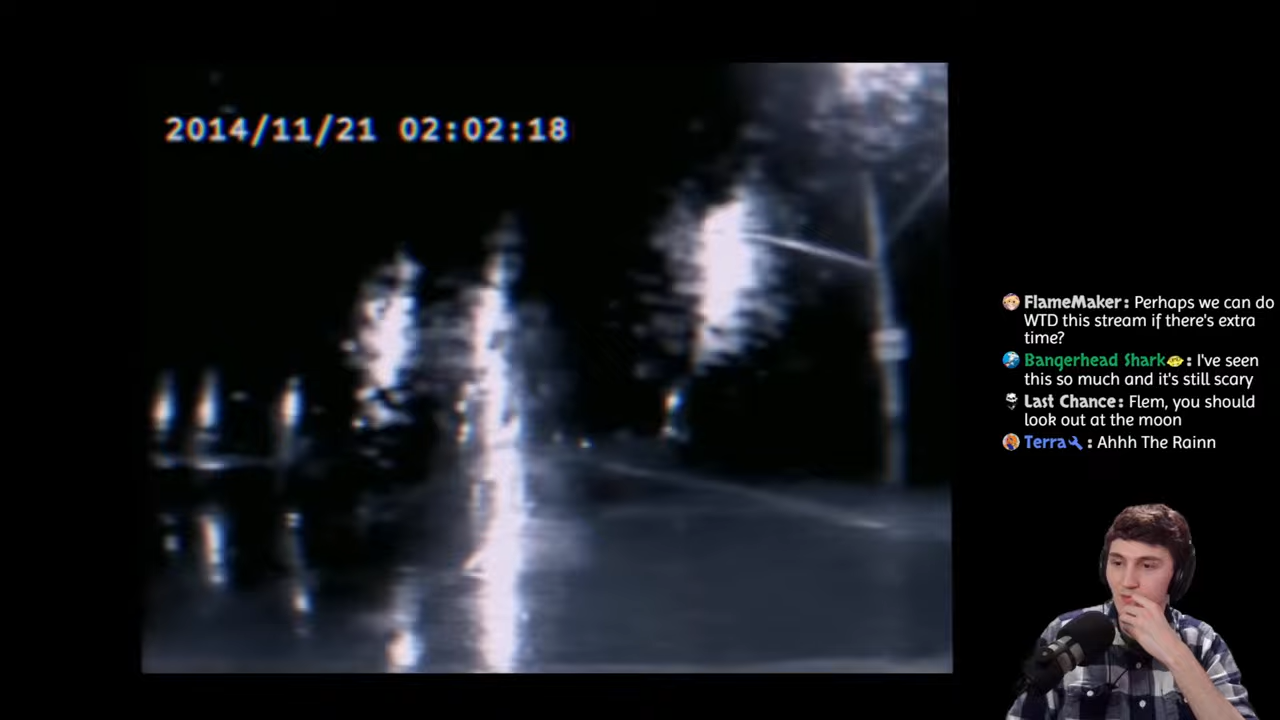 2014/11/21 02:02:18
FlameMaker: Perhaps we can do
WTD this stream if there's extra
time?
Bangerhead Shark: I've seen
this so much and it's still scary
Last Chance: Flem, you should
look out at the moon
Terra: Ahhh The Rainn